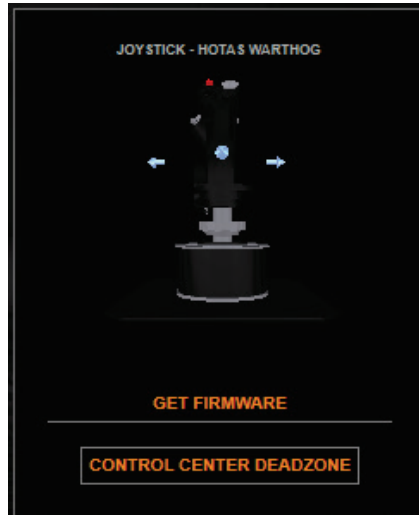 JOYSTICK - HOTAS WARTHOG
GET FIRMWARE
CONTROL CENTER DEADZONE